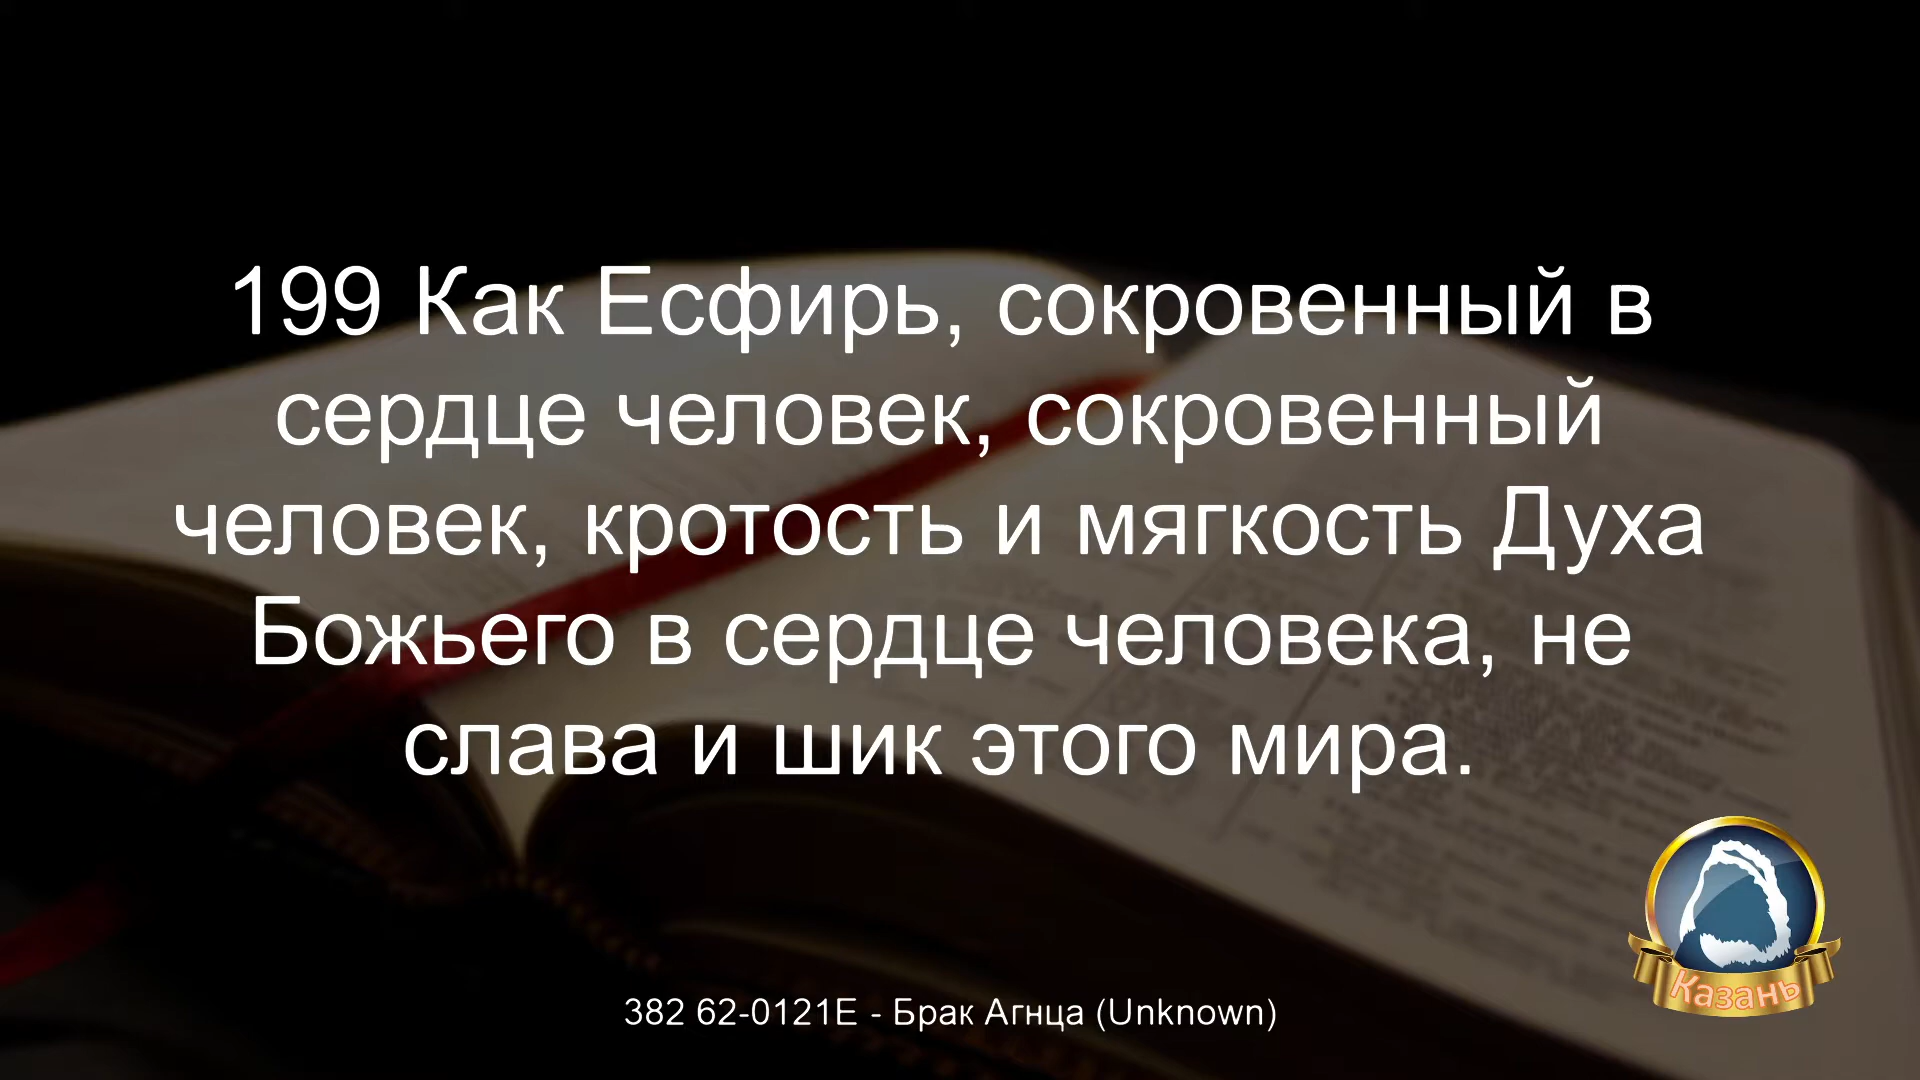 199 Как Есфирь, сокровенный в
сердце человек, сокровенный
человек, кротость и мягкость Духа
Божьего в сердце человека, не
слава и шик этого мира.
Казань
382 62-0121E - Брак Агнца (Unknown)